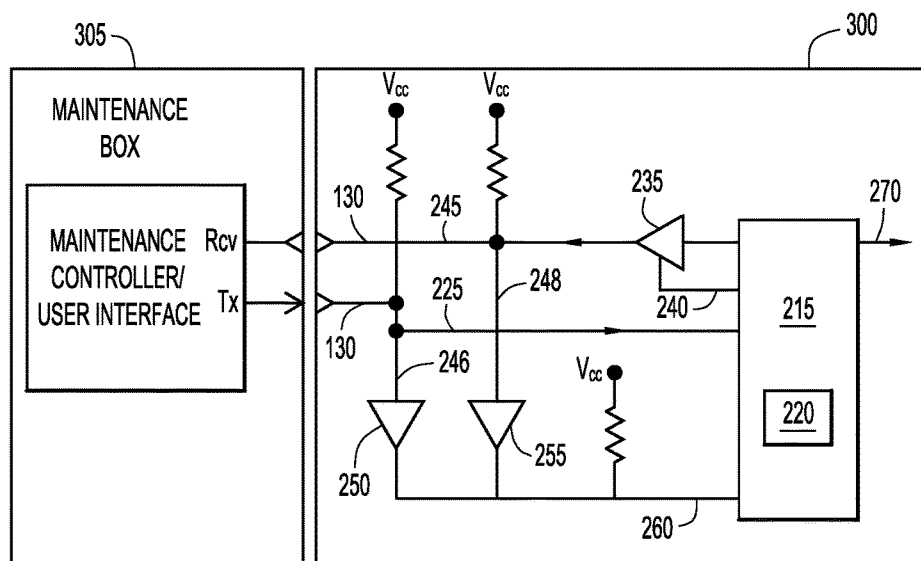 305
300
MAINTENANCE
BOX
Vcc
Vcc
MAINTENANCE
CONTROLLER/
USER INTERFACE
Rcv
Tx
130
245
235
270
248
240
130
225
215
246
Vcc
220
250
255
260